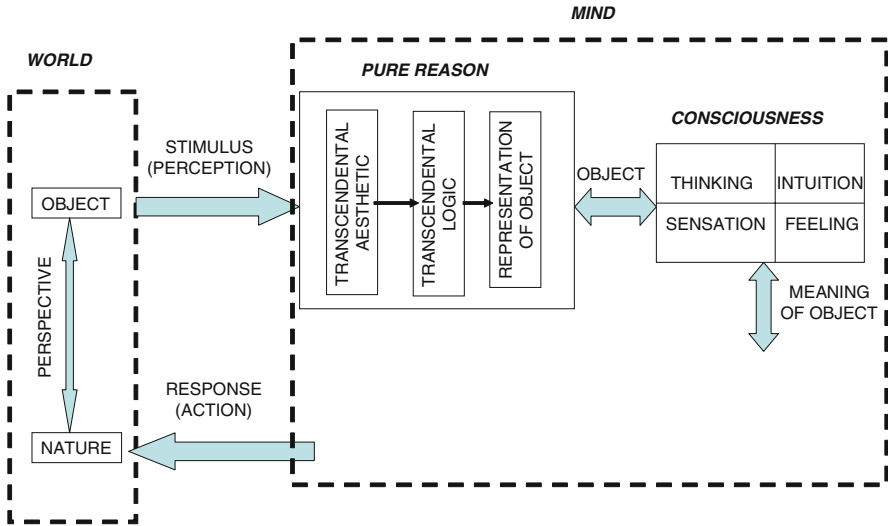 MIND
WORLD
PURE REASON
STIMULUS
(PERCEPTION)
CONSCIOUSNESS
TRANSCENDENTAL
AESTHETIC
TRANSCENDENTAL
LOGIC
REPRESENTATION
OF OBJECT
OBJECT
THINKING
INTUITION
SENSATION
FEELING
OBJECT
PERSPECTIVE
MEANING
OF OBJECT
RESPONSE
(ACTION)
NATURE